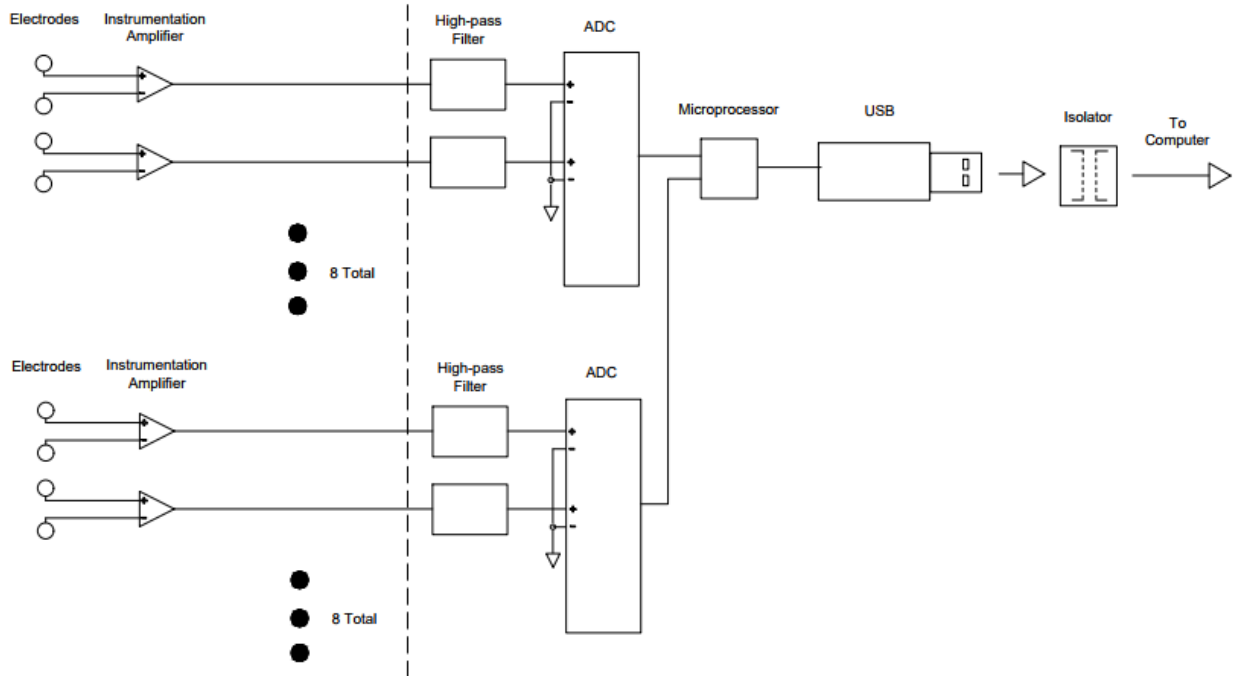 Electrodes
Instrumentation
Amplifier
High-pass
Filter
ADC
Microprocessor
USB
Isolator
To
Computer
+
-
+
-
+
-
+
-
8 Total
Electrodes
Instrumentation
Amplifier
High-pass
Filter
ADC
+
-
+
-
+
-
+
-
8 Total